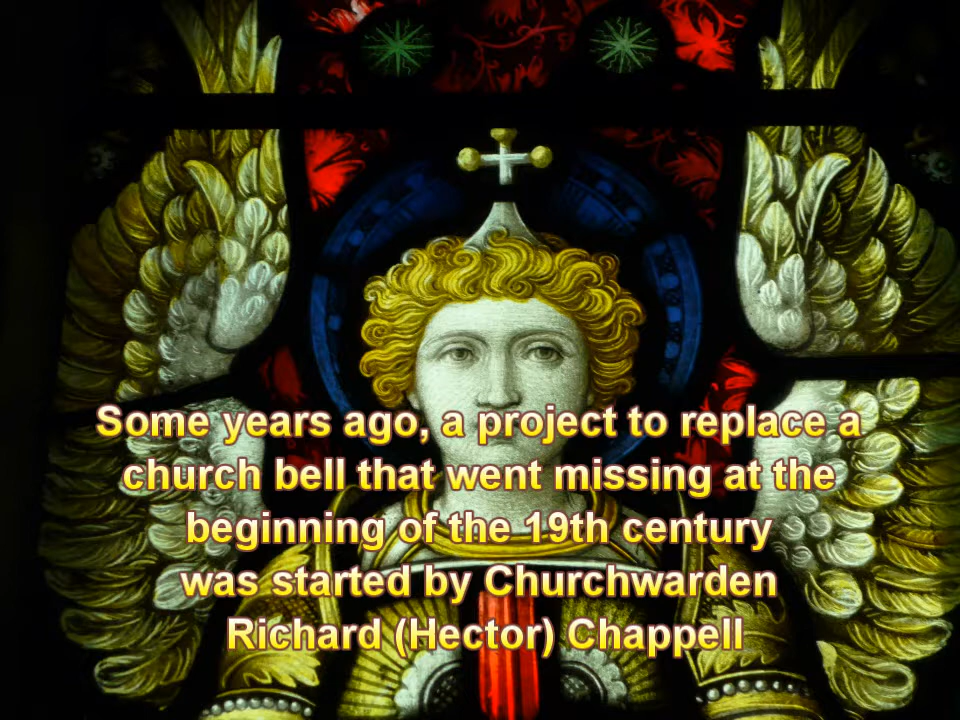 Some years ago, a project to replace a
church bell that went missing at the
beginning of the 19th century
was started by Churchwarden
Richard (Hector) Chappell